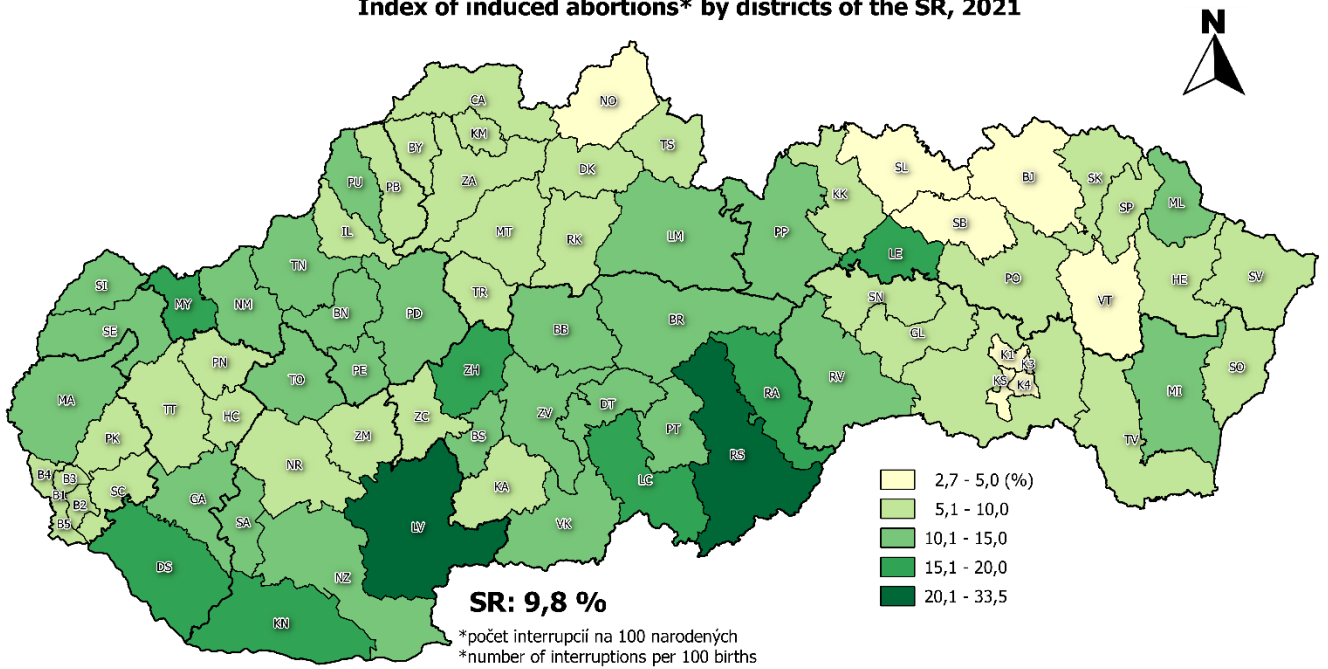 Index of induced abortions* by districts of the SR, 2021
N
NO
CA
KM
BY
TS
DK
ZA
PU
PB
SL
BJ
SK
KK
ML
SP
SB
IL
MT
RK
LM
PP
LE
TN
PO
HE
SV
SI
TR
SN
VT
MY
NM
BN
PD
SE
BB
BR
GL
PN
K1
K3
SO
ZH
PE
TO
KS
K4
RV
MI
RA
MA
TT
HC
ZC
DT
ZV
PT
PK
ZM
BS
TV
RS
NR
B4
B3
LC
KA
SC
B1
B2
GA
B5
SA
LV
VK
DS
NZ
KN
2,7 - 5,0 (%)
5,1 - 10,0
10,1 - 15,0
15,1 - 20,0
20,1 - 33,5
SR: 9,8 %
*počet interrupcií na 100 narodených
*number of interruptions per 100 births